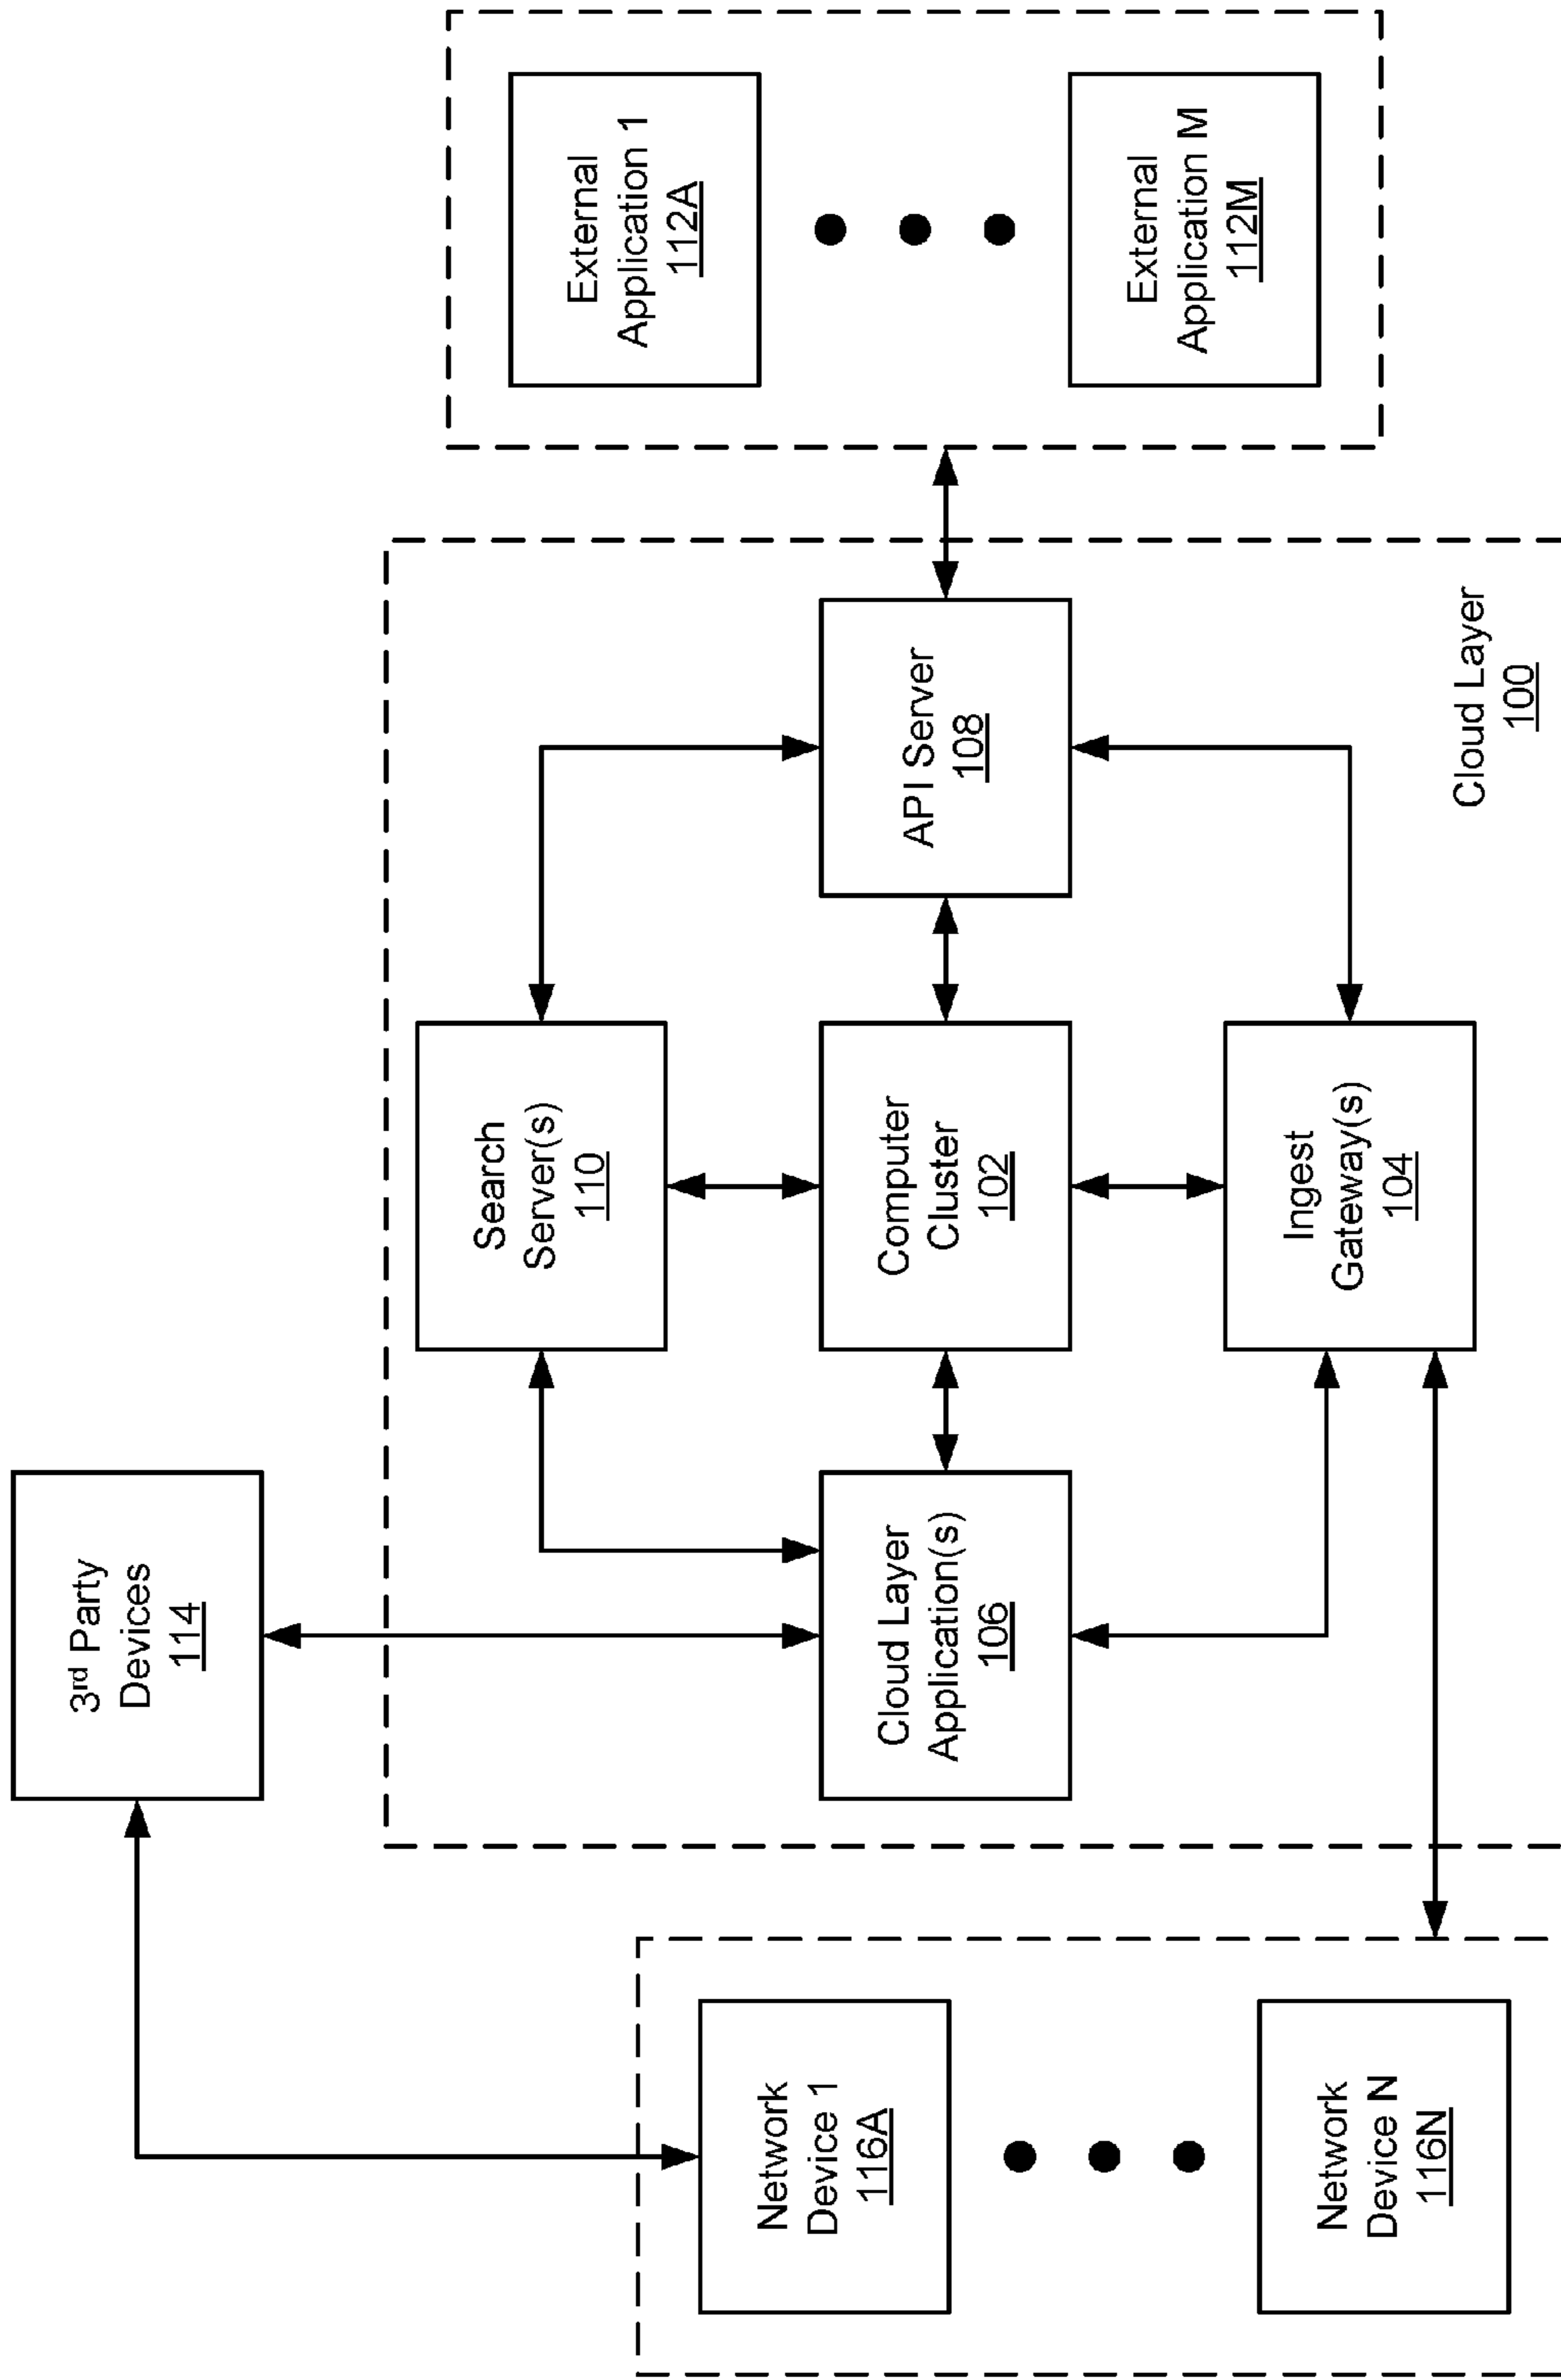 3rd Party
Devices
114
Network
Device 1
116A
Network
Device N
116N
Search
Server(s)
110
Cloud Layer
Application(s)
106
Computer
Cluster
102
API Server
108
Ingest
Gateway(s)
104
Cloud Layer
100
External
Application 1
112A
External
Application M
112M